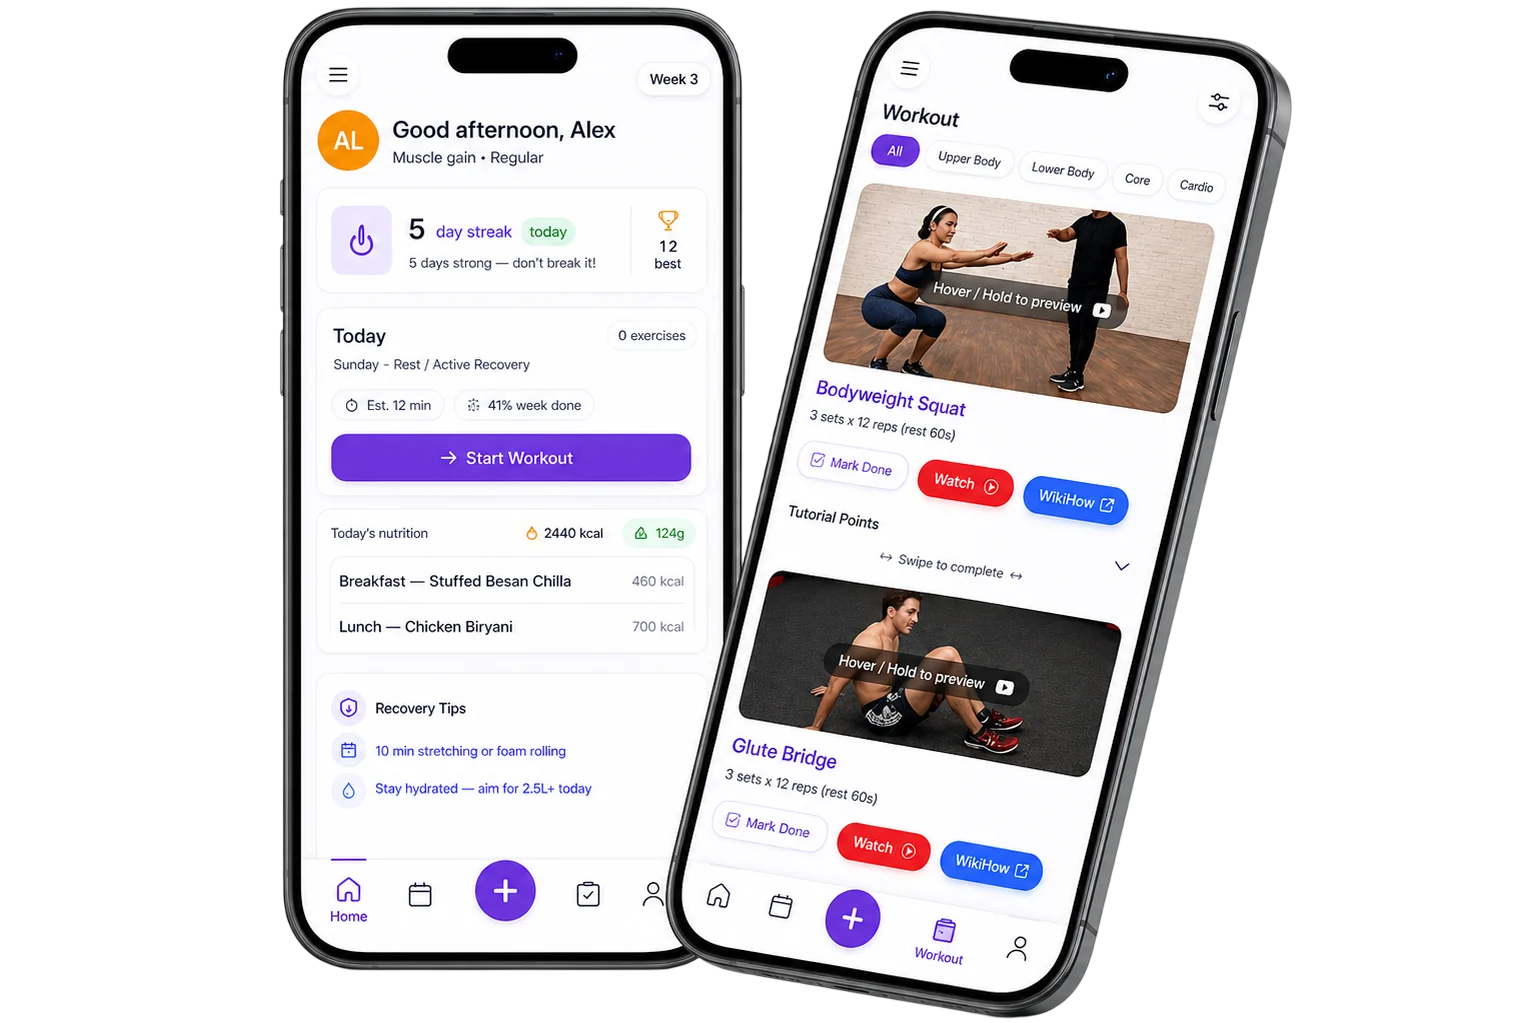 Week 3
AL
Good afternoon, Alex
Muscle gain • Regular
5 day streak today
5 days strong — don't break it!
12
best
Today
0 exercises
Sunday - Rest / Active Recovery
Est. 12 min
41% week done
→ Start Workout
Today's nutrition
2440 kcal
124g
Breakfast — Stuffed Besan Chilla
460 kcal
Lunch — Chicken Biryani
700 kcal
Recovery Tips
10 min stretching or foam rolling
Stay hydrated — aim for 2.5L+ today
Home
Workout
All
Upper Body
Lower Body
Core
Cardio
Hover / Hold to preview
Bodyweight Squat
3 sets x 12 reps (rest 60s)
Mark Done
Watch
WikiHow
Tutorial Points
↔ Swipe to complete ↔
Hover / Hold to preview
Glute Bridge
3 sets x 12 reps (rest 60s)
Mark Done
Watch
WikiHow
Workout